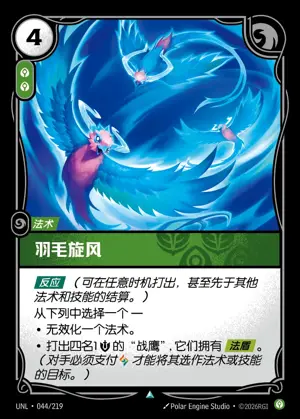 4
法术
羽毛旋风
反应 (可在任意时机打出，甚至先于其他
法术和技能的结算。)
从下列中选择一个 —
• 无效化一个法术。
• 打出四名1的“战鹰”，它们拥有 法盾 。
(对手必须支付才能将其选作法术或技能
的目标。)
UNL • 044/219
Polar Engine Studio • ©2026RGI